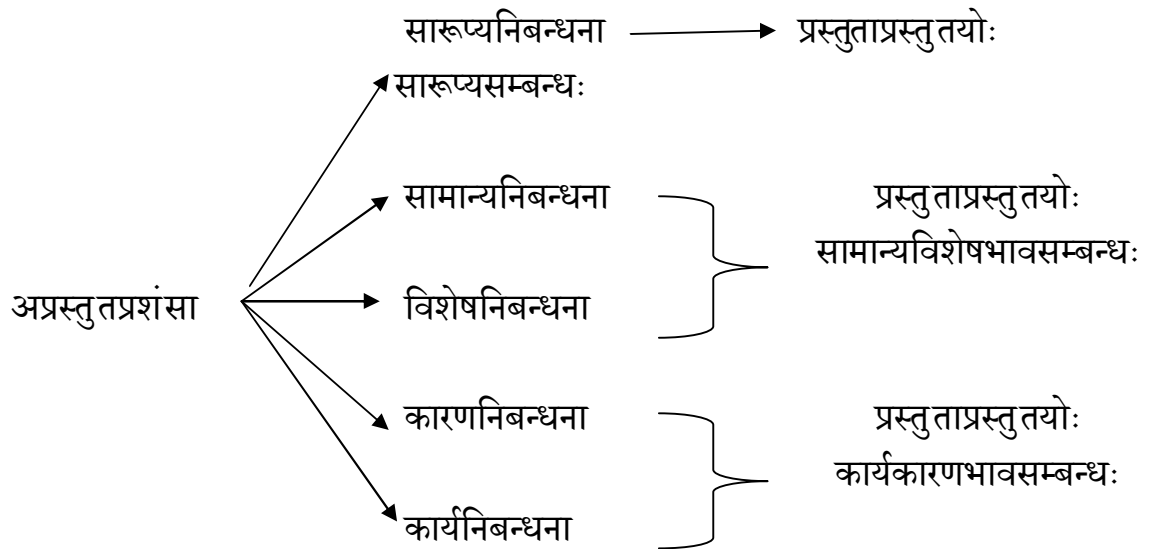 सारूप्यनिबन्धना प्रस्तुताप्रस्तुतयोः
सारूप्यसम्बन्धः
सामान्यनिबन्धना
प्रस्तुताप्रस्तुतयोः
सामान्यविशेषभावसम्बन्धः
अप्रस्तुतप्रशंसा
विशेषनिबन्धना
कारणनिबन्धना
प्रस्तुताप्रस्तुतयोः
कार्यकारणभावसम्बन्धः
कार्यनिबन्धना